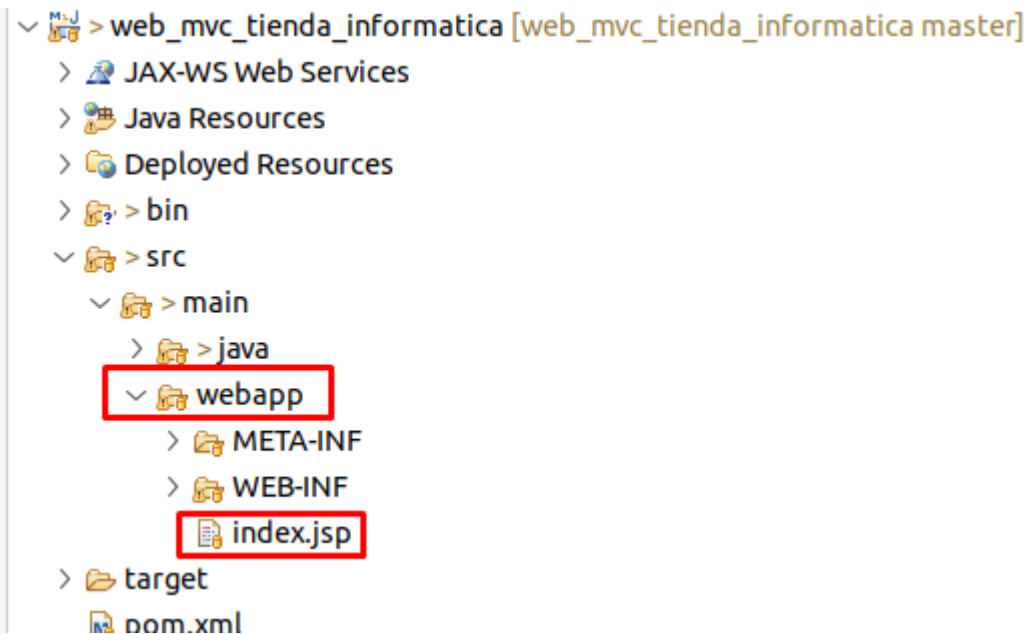 > web_mvc_tienda_informatica [web_mvc_tienda_informatica master]
JAX-WS Web Services
Java Resources
Deployed Resources
> bin
> src
> main
> java
webapp
META-INF
WEB-INF
index.jsp
target
pom.xml